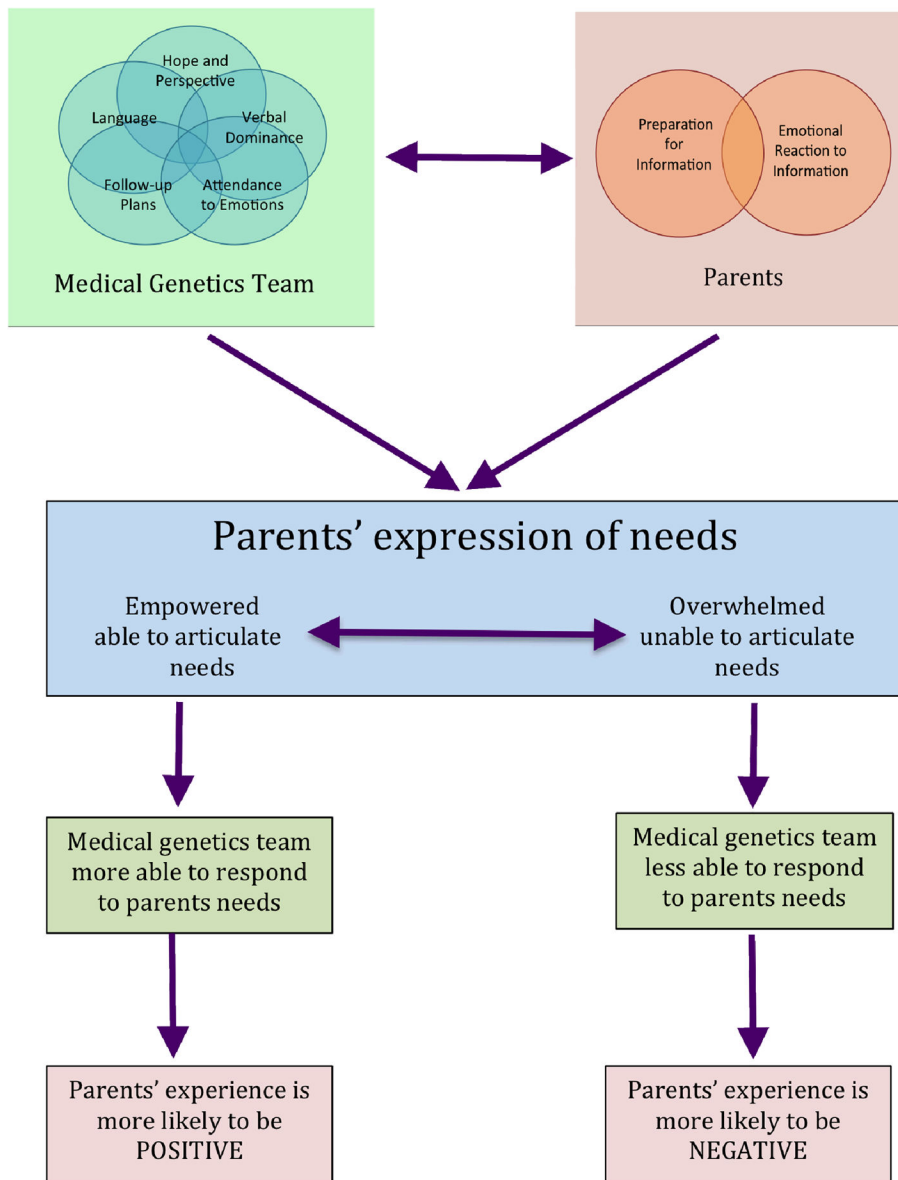 Hope and
Perspective
Language
Verbal
Dominance
Follow-up
Plans
Attendance
to Emotions
Medical Genetics Team
Preparation
for
Information
Emotional
Reaction to
Information
Parents
Parents’ expression of needs
Empowered
able to articulate
needs
Overwhelmed
unable to articulate
needs
Medical genetics team
more able to respond
to parents needs
Medical genetics team
less able to respond
to parents needs
Parents’ experience is
more likely to be
POSITIVE
Parents’ experience is
more likely to be
NEGATIVE